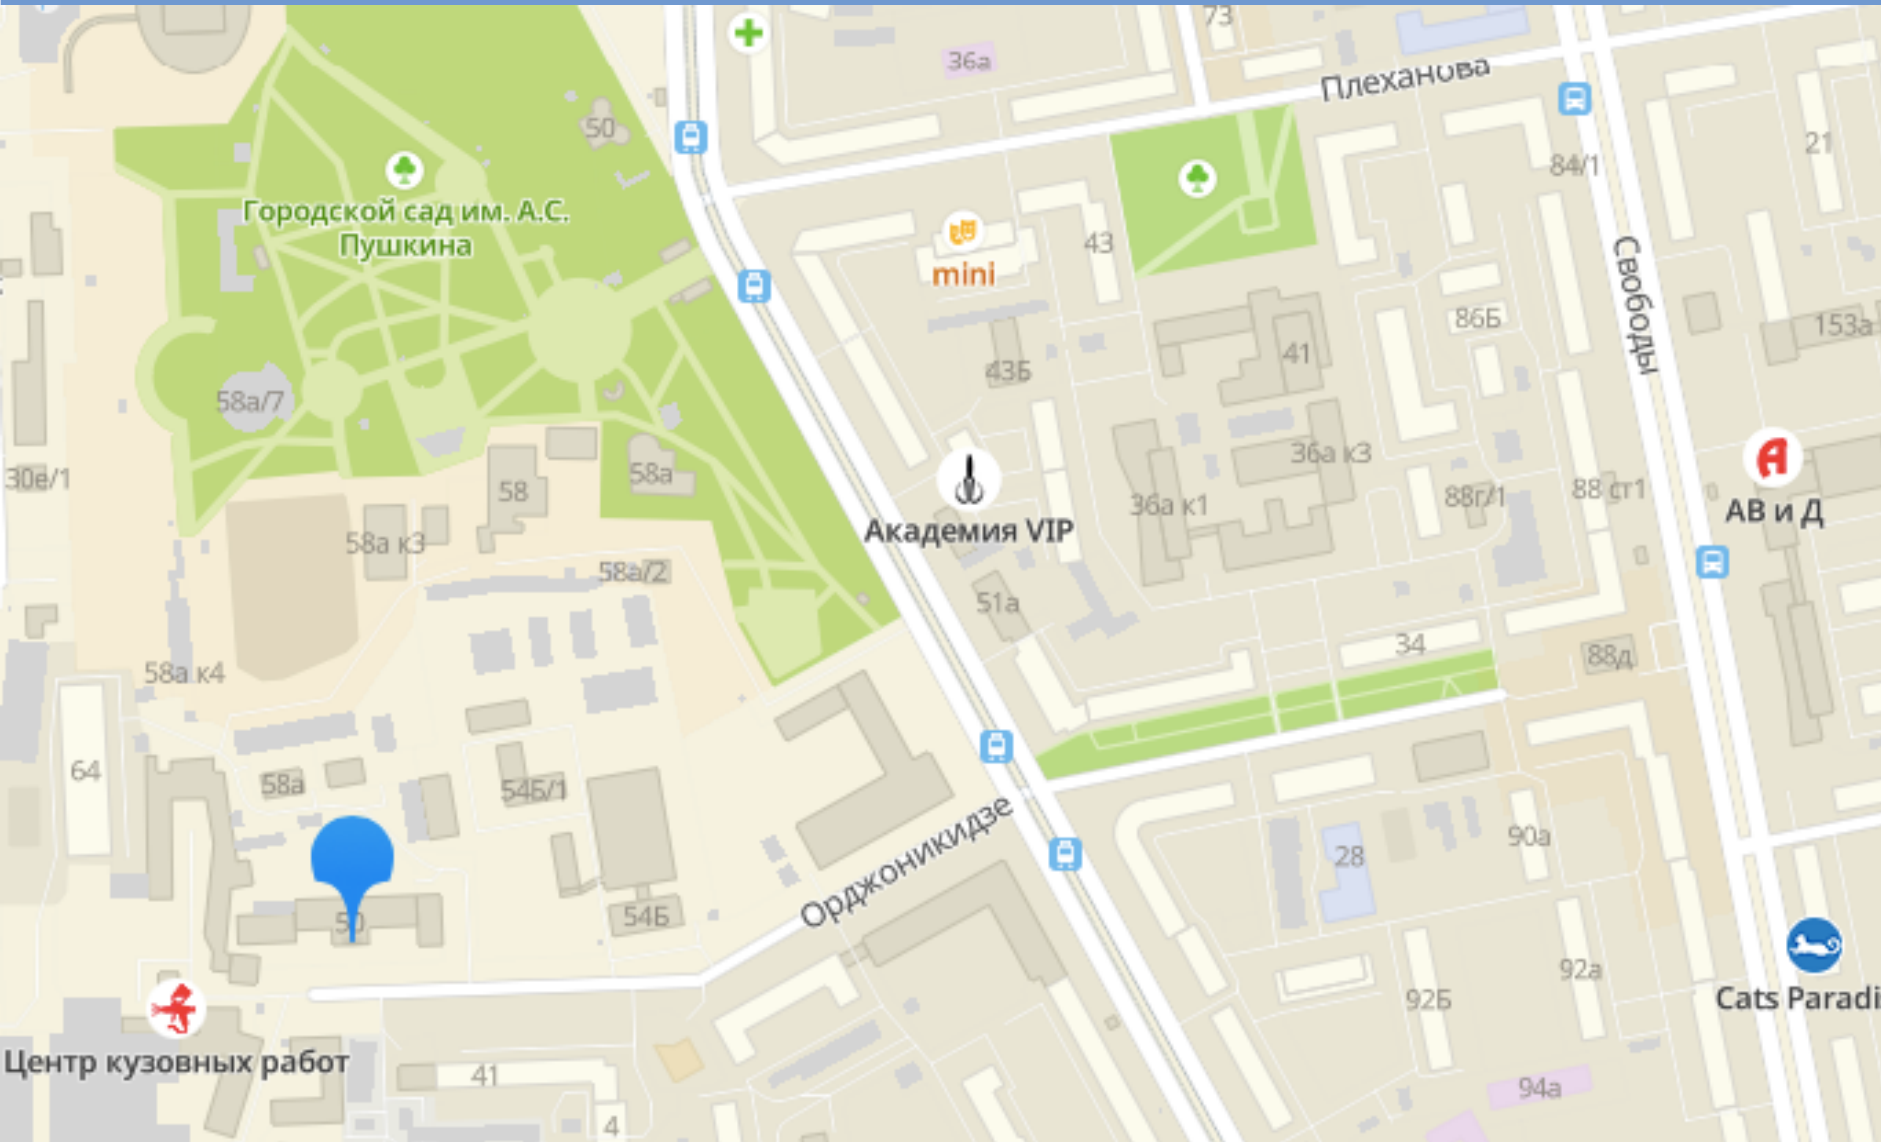 73
36а
Плеханова
50
84/1
21
Городской сад им. А.С.
Пушкина
43
mini
Свободы
86Б
153а
41
43Б
58а/7
36а к3
58а
30е/1
58
88г/1
88 ст1
36а к1
АВ и Д
Академия VIP
58а к3
58а/2
51а
34
88д
58а к4
64
58а
54Б/1
Орджоникидзе
90а
28
50
54Б
92а
92Б
Cats Paradi
Центр кузовных работ
41
94а
4